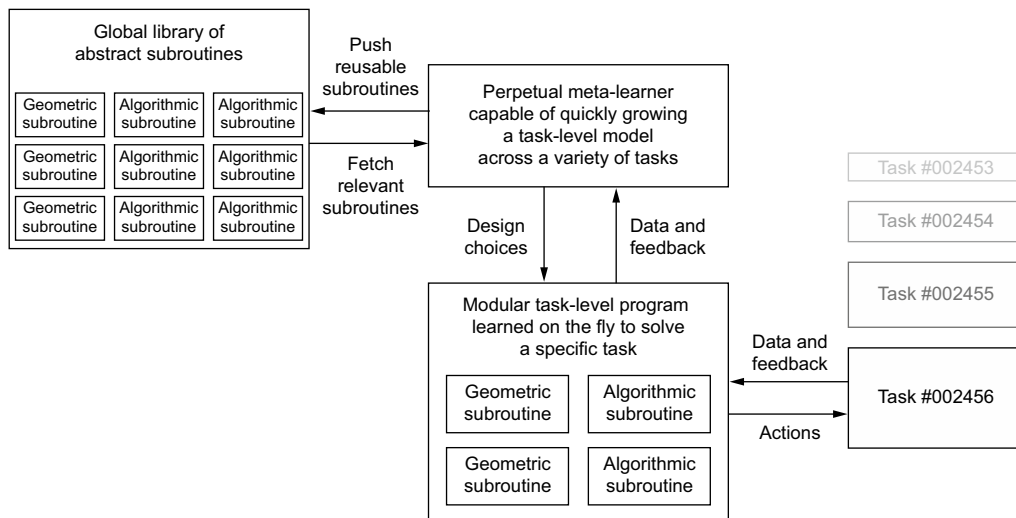 Global library of
abstract subroutines
Geometric
subroutine
Algorithmic
subroutine
Algorithmic
subroutine
Geometric
subroutine
Algorithmic
subroutine
Algorithmic
subroutine
Geometric
subroutine
Algorithmic
subroutine
Algorithmic
subroutine
Push
reusable
subroutines
Fetch
relevant
subroutines
Perpetual meta-learner
capable of quickly growing
a task-level model
across a variety of tasks
Design
choices
Data and
feedback
Modular task-level program
learned on the fly to solve
a specific task
Geometric
subroutine
Algorithmic
subroutine
Geometric
subroutine
Algorithmic
subroutine
Data and
feedback
Actions
Task #002453
Task #002454
Task #002455
Task #002456